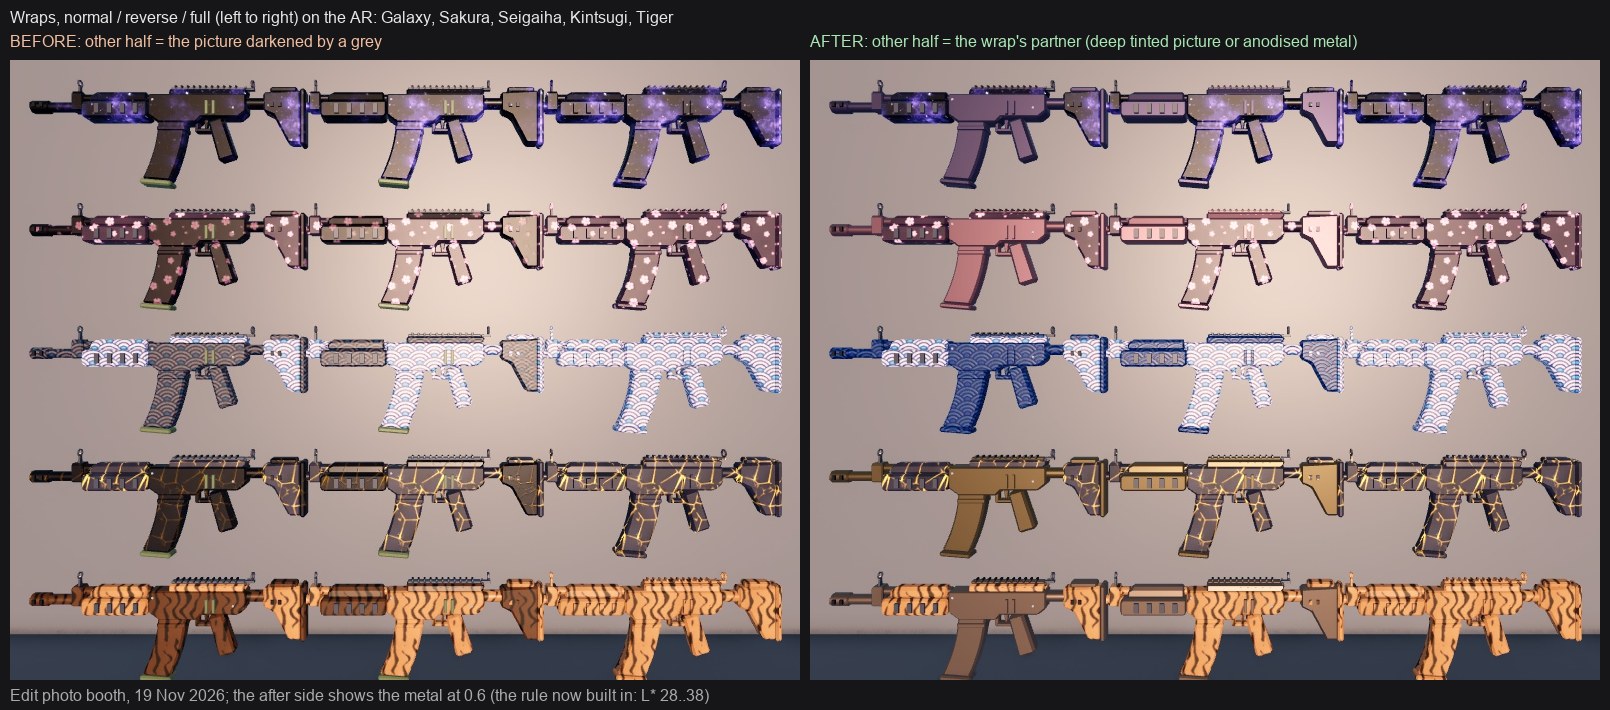 Wraps, normal / reverse / full (left to right) on the AR: Galaxy, Sakura, Seigaiha, Kintsugi, Tiger
BEFORE: other half = the picture darkened by a grey
AFTER: other half = the wrap's partner (deep tinted picture or anodised metal)
Edit photo booth, 19 Nov 2026; the after side shows the metal at 0.6 (the rule now built in: L* 28..38)